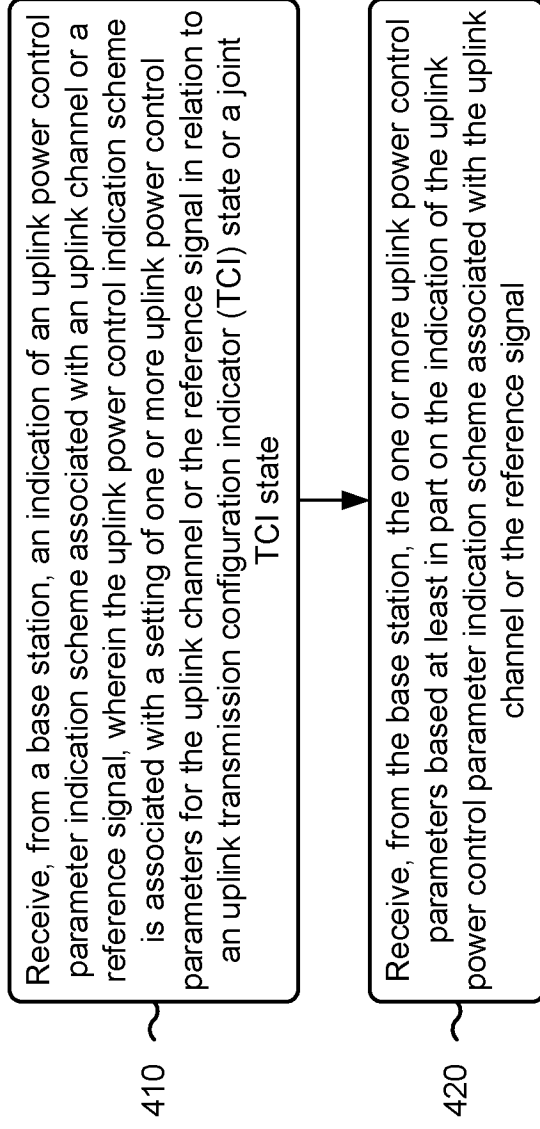 410
Receive, from a base station, an indication of an uplink power control
parameter indication scheme associated with an uplink channel or a
reference signal, wherein the uplink power control indication scheme
is associated with a setting of one or more uplink power control
parameters for the uplink channel or the reference signal in relation to
an uplink transmission configuration indicator (TCI) state or a joint
TCI state
420
Receive, from the base station, the one or more uplink power control
parameters based at least in part on the indication of the uplink
power control parameter indication scheme associated with the uplink
channel or the reference signal